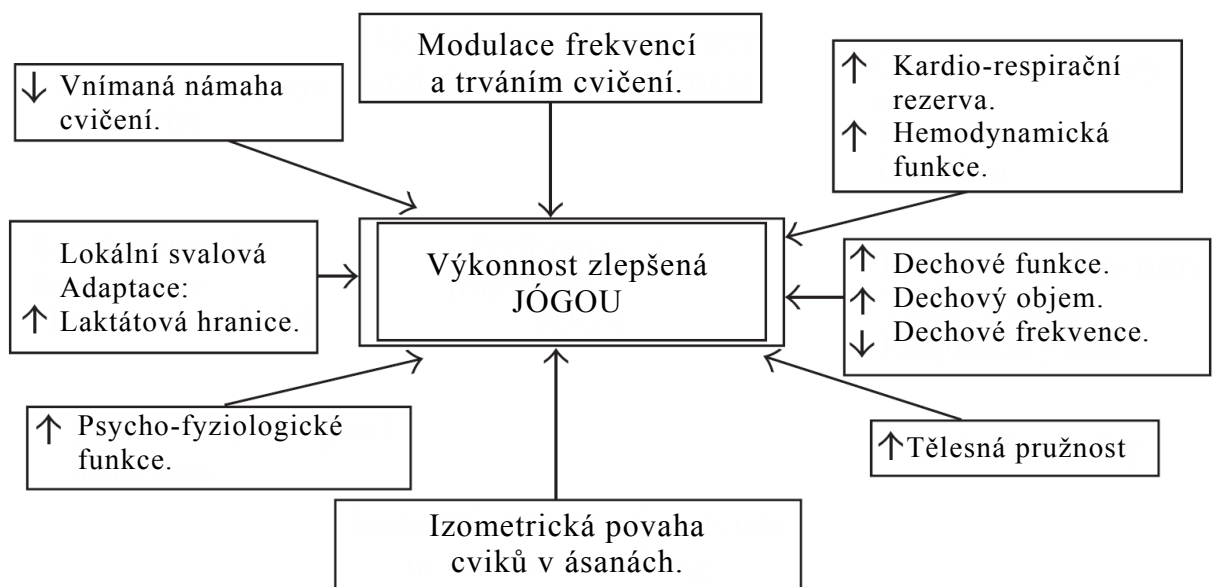 Modulace frekvencí
a trváním cvičení.
↓ Vnímaná námaha
cvičení.
↑ Kardio-respirační
rezerva.
↑ Hemodynamická
funkce.
Lokální svalová
Adaptace:
↑ Laktátová hranice.
Výkonnost zlepšená
JÓGOU
↑ Dechové funkce.
↑ Dechový objem.
↓ Dechové frekvence.
↑ Psycho-fyziologické
funkce.
↑ Tělesná pružnost
Izometrická povaha
cviků v ásanách.